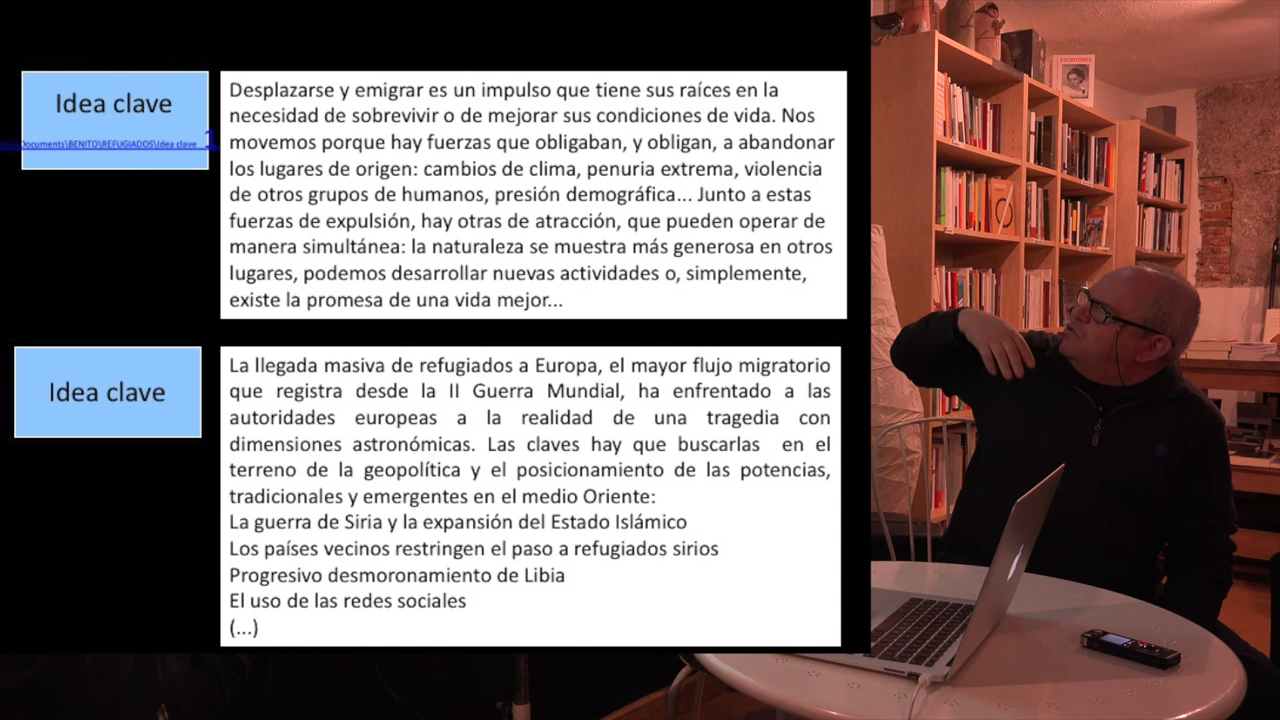 Idea clave
Documents\BENITO\REFUGIADOS\Idea clave 1
Desplazarse y emigrar es un impulso que tiene sus raíces en la
necesidad de sobrevivir o de mejorar sus condiciones de vida. Nos
movemos porque hay fuerzas que obligaban, y obligan, a abandonar
los lugares de origen: cambios de clima, penuria extrema, violencia
de otros grupos de humanos, presión demográfica... Junto a estas
fuerzas de expulsión, hay otras de atracción, que pueden operar de
manera simultánea: la naturaleza se muestra más generosa en otros
lugares, podemos desarrollar nuevas actividades o, simplemente,
existe la promesa de una vida mejor...
Idea clave
La llegada masiva de refugiados a Europa, el mayor flujo migratorio
que registra desde la II Guerra Mundial, ha enfrentado a las
autoridades europeas a la realidad de una tragedia con
dimensiones astronómicas. Las claves hay que buscarlas en el
terreno de la geopolítica y el posicionamiento de las potencias,
tradicionales y emergentes en el medio Oriente:
La guerra de Siria y la expansión del Estado Islámico
Los países vecinos restringen el paso a refugiados sirios
Progresivo desmoronamiento de Libia
El uso de las redes sociales
(...)
ESCRITORES